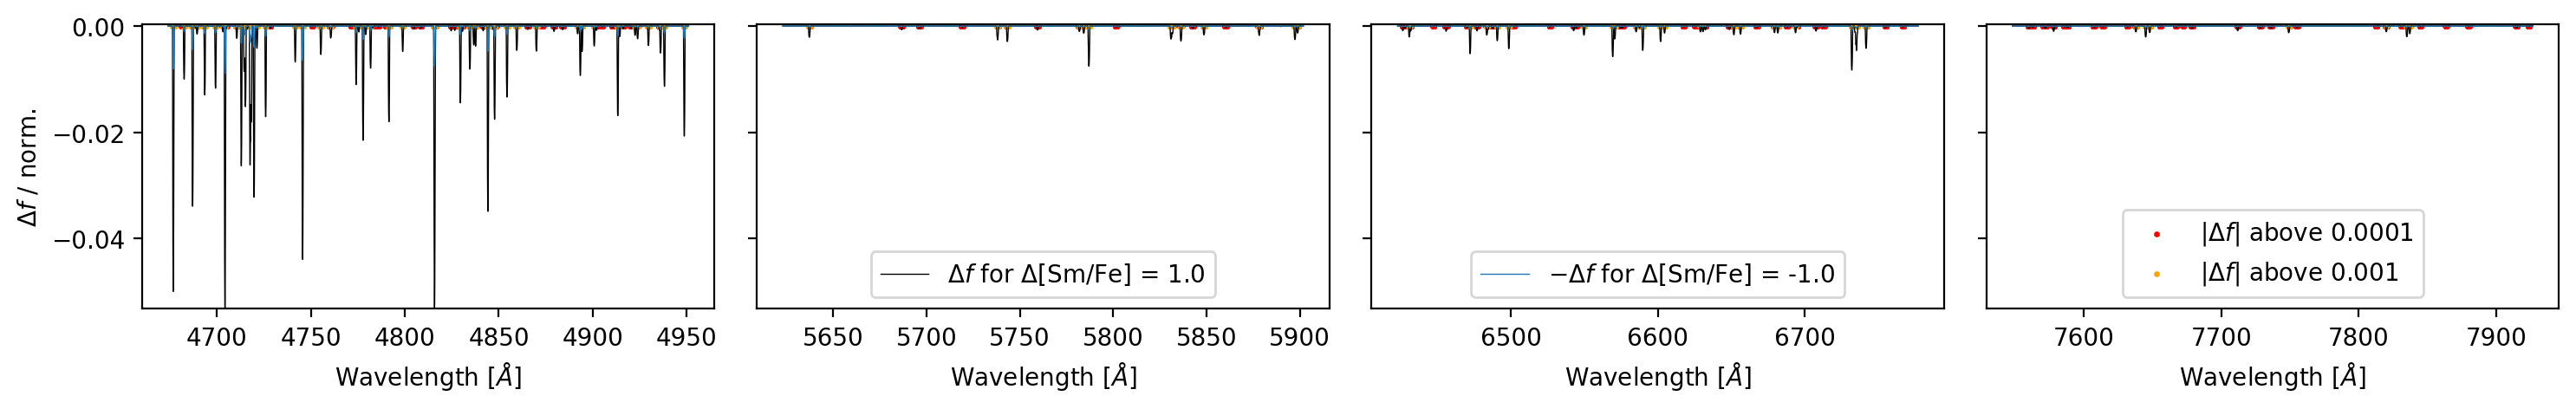 Δf / norm.
0.00
−0.02
−0.04
4700 4750 4800 4850 4900 4950
Wavelength [Å]
5650 5700 5750 5800 5850 5900
Wavelength [Å]
Δf for Δ[Sm/Fe] = 1.0
6500 6600 6700
Wavelength [Å]
−Δf for Δ[Sm/Fe] = -1.0
7600 7700 7800 7900
Wavelength [Å]
|Δf| above 0.0001
|Δf| above 0.001